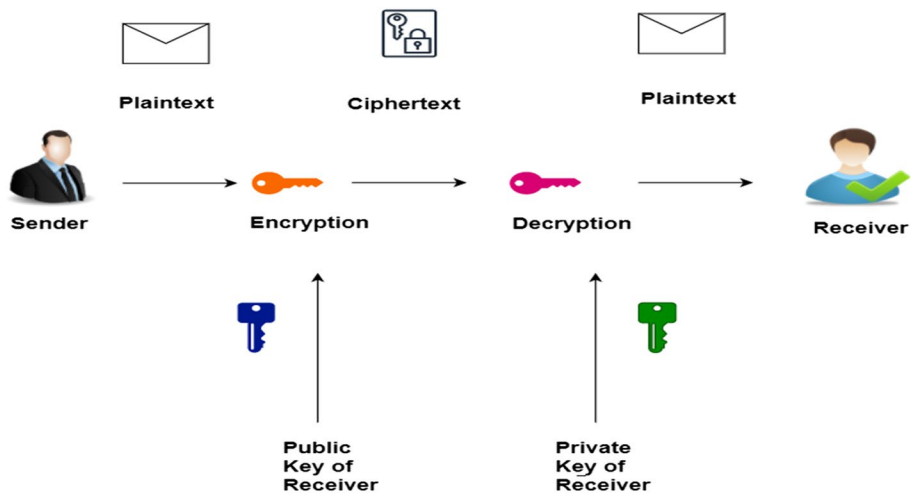 Plaintext
Ciphertext
Plaintext
Sender
Encryption
Decryption
Receiver
Public
Key of
Receiver
Private
Key of
Receiver